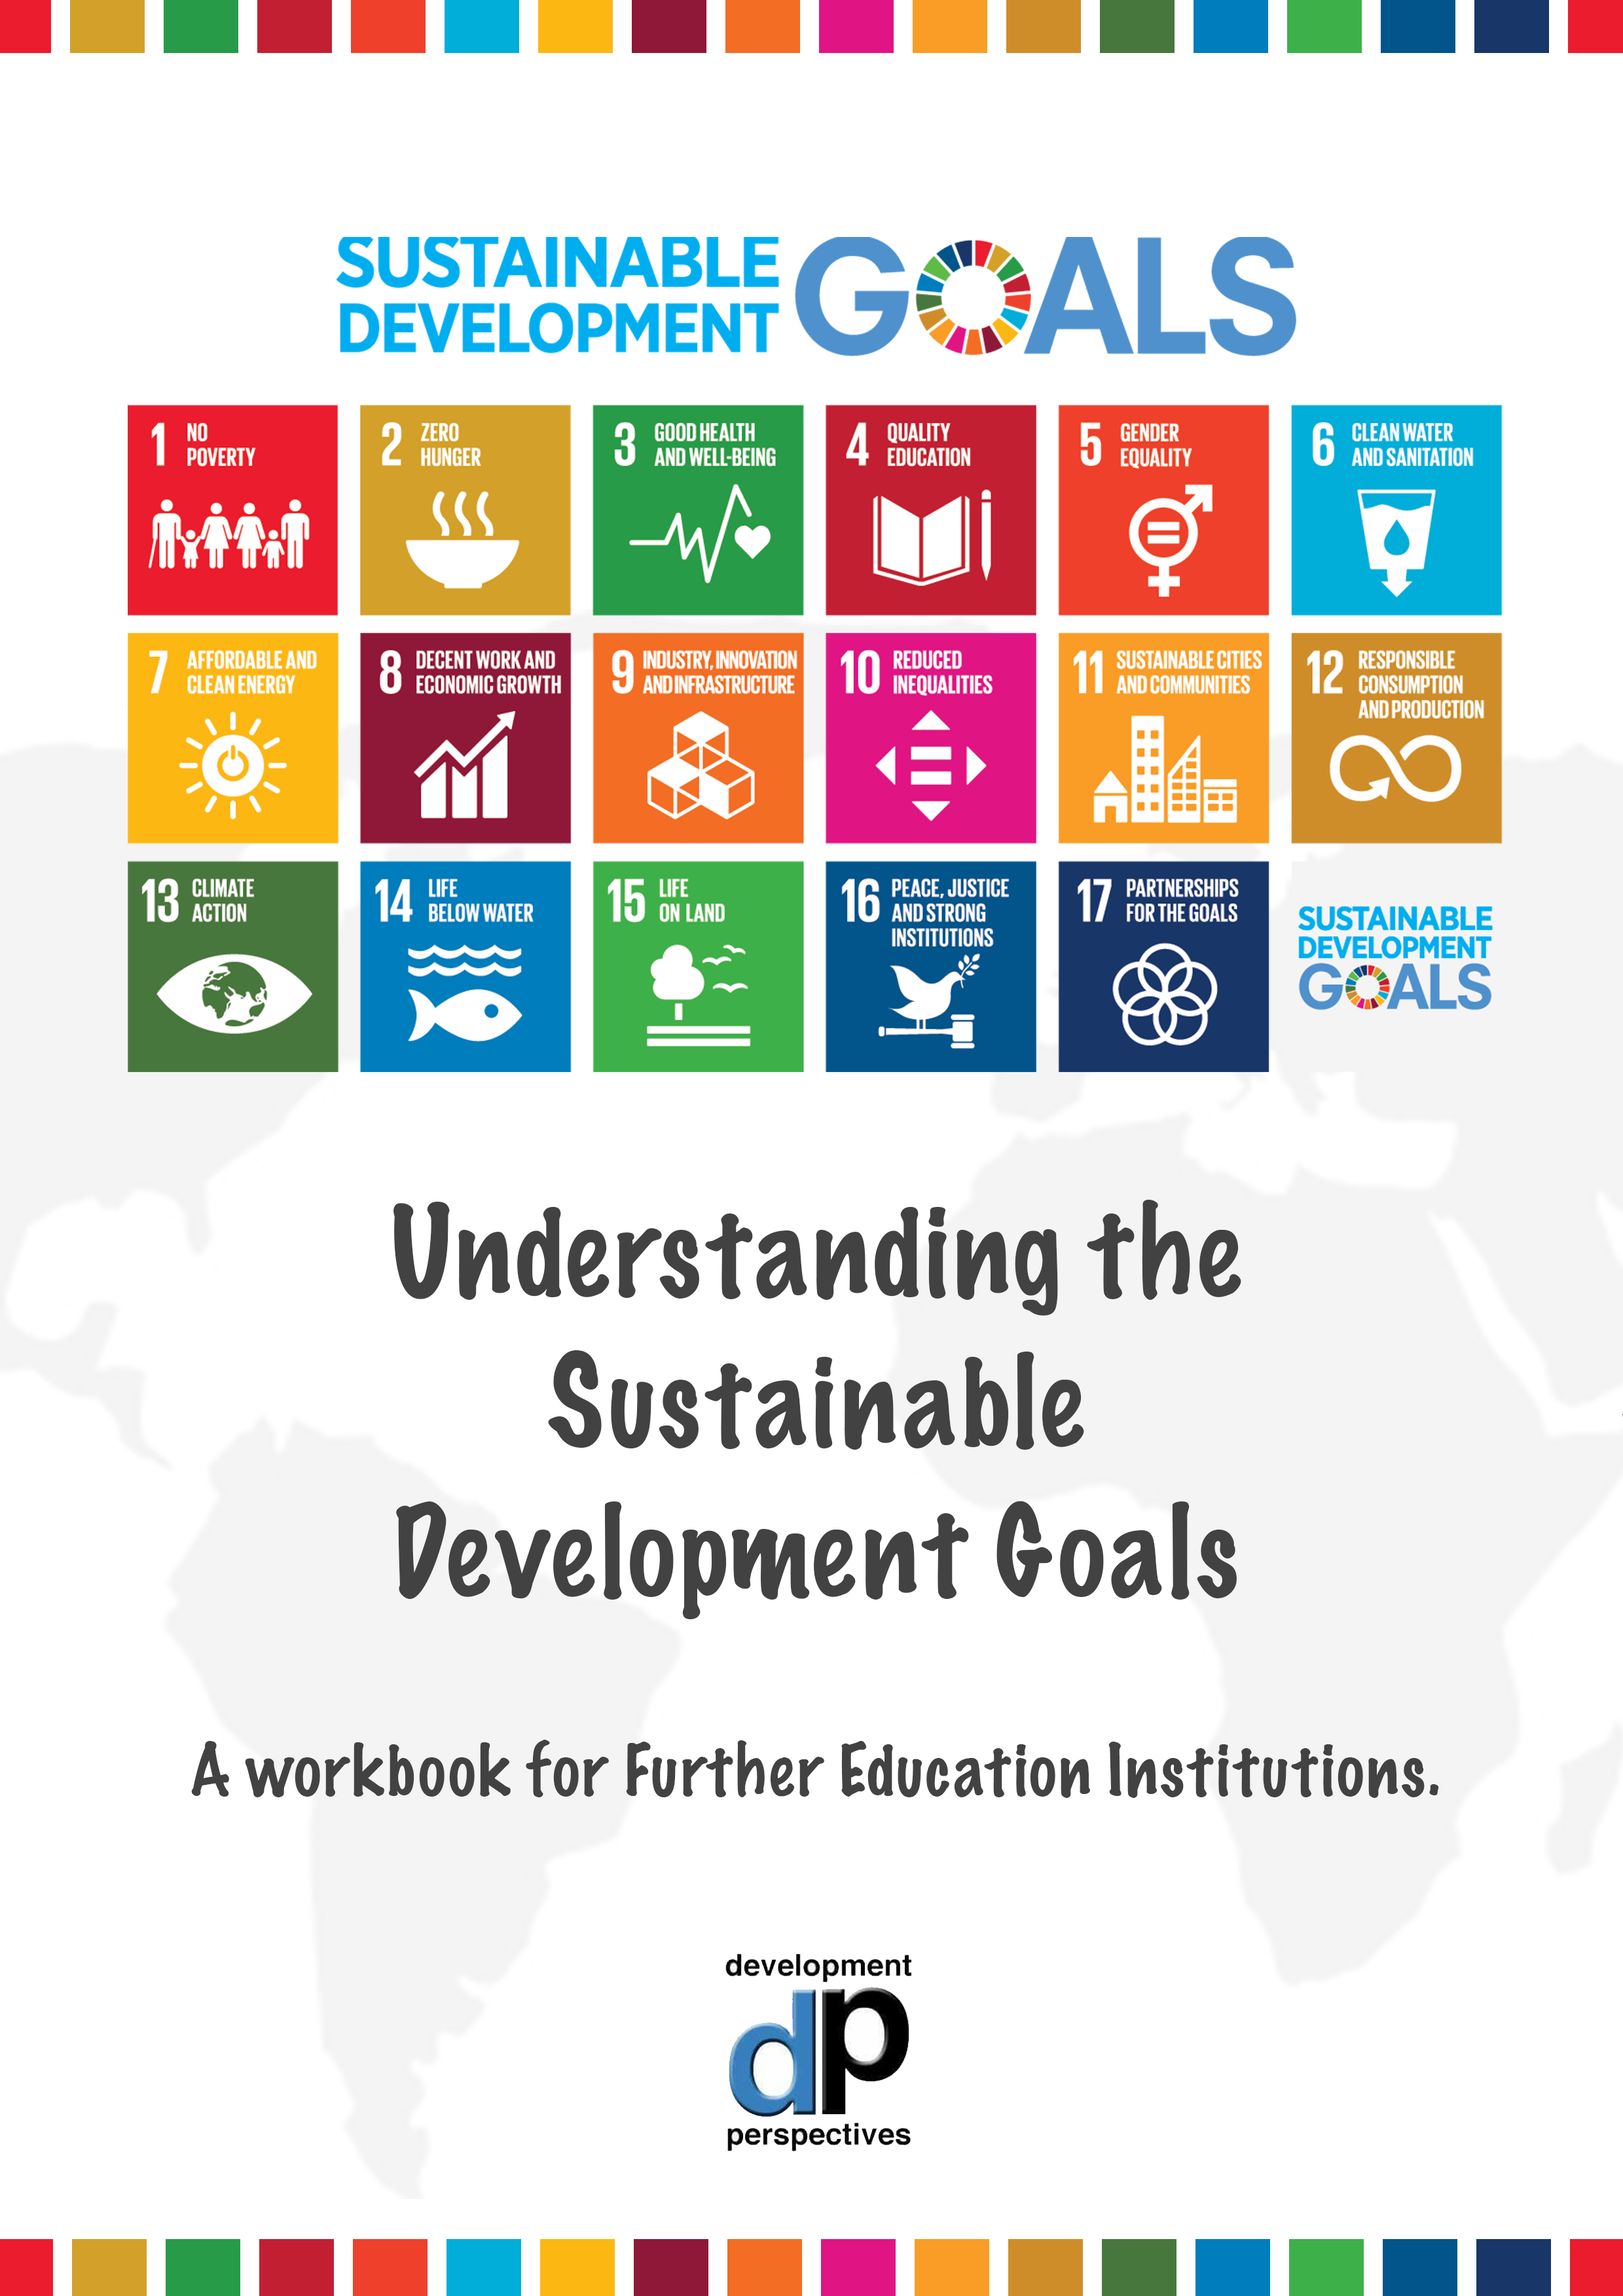 SUSTAINABLE
DEVELOPMENT
GOALS
1 NO
POVERTY
2 ZERO
HUNGER
3 GOOD HEALTH
AND WELL-BEING
4 QUALITY
EDUCATION
5 GENDER
EQUALITY
6 CLEAN WATER
AND SANITATION
7 AFFORDABLE AND
CLEAN ENERGY
8 DECENT WORK AND
ECONOMIC GROWTH
9 INDUSTRY, INNOVATION
AND INFRASTRUCTURE
10 REDUCED
INEQUALITIES
11 SUSTAINABLE CITIES
AND COMMUNITIES
12 RESPONSIBLE
CONSUMPTION
AND PRODUCTION
13 CLIMATE
ACTION
14 LIFE
BELOW WATER
15 LIFE
ON LAND
16 PEACE, JUSTICE
AND STRONG
INSTITUTIONS
17 PARTNERSHIPS
FOR THE GOALS
SUSTAINABLE
DEVELOPMENT
GOALS
Understanding the
Sustainable
Development Goals
A workbook for Further Education Institutions.
development
dp
perspectives